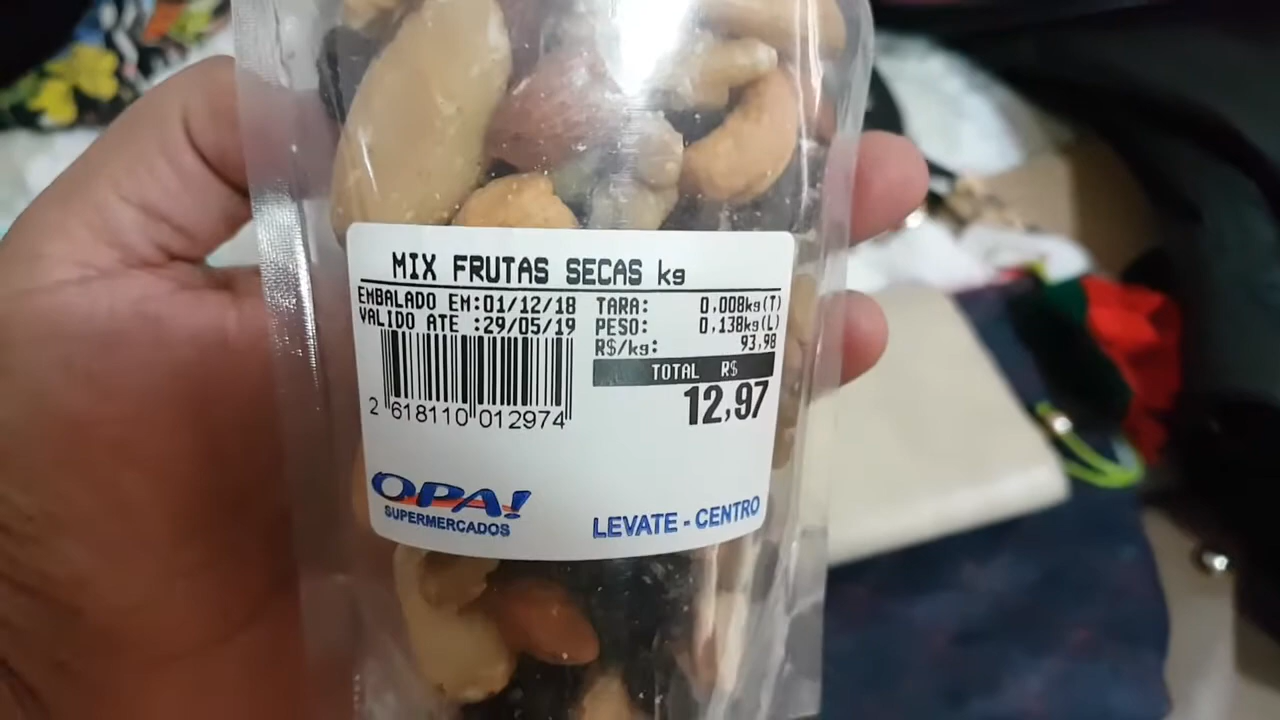 MIX FRUTAS SECAS kg
EMBALADO EM:01/12/18
VALIDO ATE :29/05/19
TARA: 0,008kg(T)
PESO: 0,138kg(L)
R$/kg: 93,98
TOTAL R$
12,97
2 618110 012974
OPA!
SUPERMERCADOS
LEVATE - CENTRO